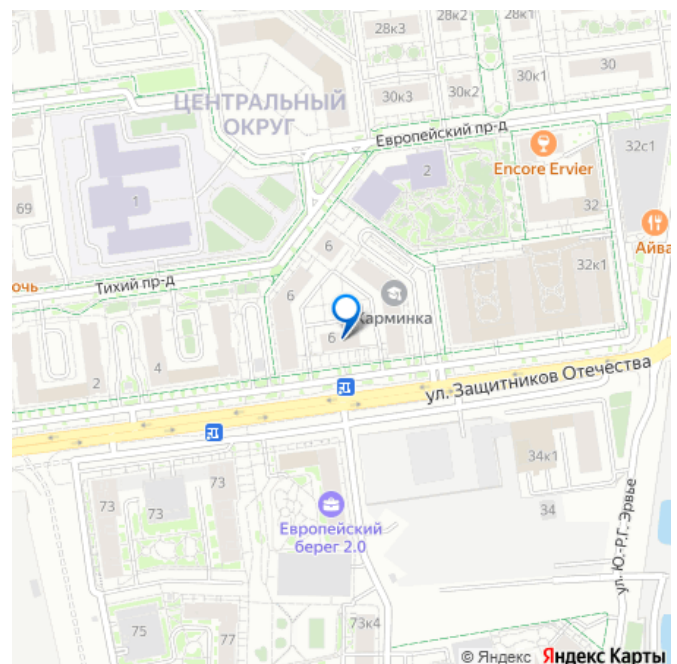 28к3
28к2
28к1
30к3
30к2
30к1
30
ЦЕНТРАЛЬНЫЙ
ОКРУГ
Европейский пр-д
Encore Ervier
32с1
1
2
69
32
Айва
6
32к1
очь
Тихий пр-д
6
Карминка
6
2
4
ул. Защитников Отечества
34к1
73
73
73
34
Европейский
берег 2.0
ул. Ю.-Р.Г. Эрвье
75
77
73к4
© Яндекс Яндекс Карты